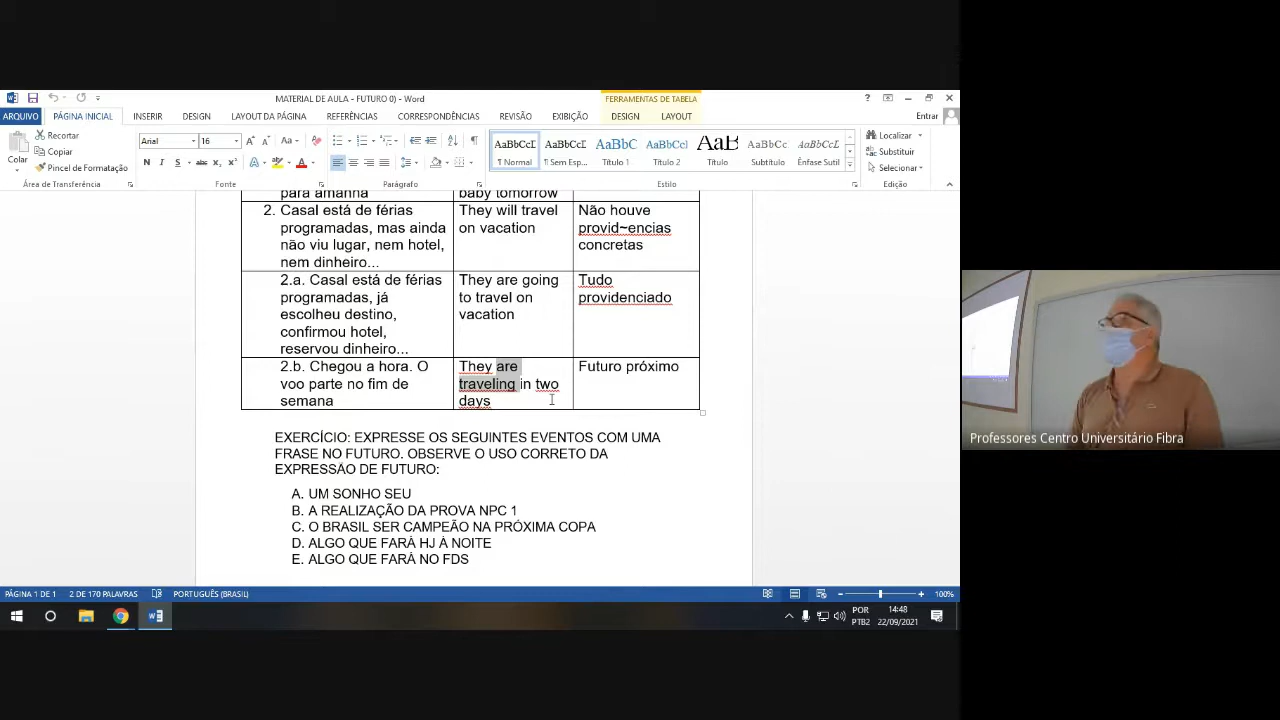 MATERIAL DE AULA - FUTURO 0) - Word
FERRAMENTAS DE TABELA
?
ARQUIVO
PÁGINA INICIAL
INSERIR
DESIGN
LAYOUT DA PÁGINA
REFERÊNCIAS
CORRESPONDÊNCIAS
REVISÃO
EXIBIÇÃO
DESIGN
LAYOUT
Entrar
Colar
Recortar
Copiar
Pincel de Formatação
Área de Transferência
Arial
16
N I S abc x₂ x²
Fonte
Parágrafo
AaBbCcI AaBbCcI AaBbC AaBbCcI AaB AaBbCc AaBbCcL
¶ Normal
¶ Sem Esp...
Título 1
Título 2
Título
Subtítulo
Ênfase Sutil
Estilo
Localizar
Substituir
Selecionar
Edição
para amanhã
baby tomorrow
2. Casal está de férias
programadas, mas ainda
não viu lugar, nem hotel,
nem dinheiro...
They will travel
on vacation
Não houve
provid~encias
concretas
2.a. Casal está de férias
programadas, já
escolheu destino,
confirmou hotel,
reservou dinheiro...
They are going
to travel on
vacation
Tudo
providenciado
2.b. Chegou a hora. O
voo parte no fim de
semana
They are
traveling in two
days
Futuro próximo
EXERCÍCIO: EXPRESSE OS SEGUINTES EVENTOS COM UMA
FRASE NO FUTURO. OBSERVE O USO CORRETO DA
EXPRESSÃO DE FUTURO:
A. UM SONHO SEU
B. A REALIZAÇÃO DA PROVA NPC 1
C. O BRASIL SER CAMPEÃO NA PRÓXIMA COPA
D. ALGO QUE FARÁ HJ À NOITE
E. ALGO QUE FARÁ NO FDS
PÁGINA 1 DE 1
2 DE 170 PALAVRAS
PORTUGUÊS (BRASIL)
100%
POR
PTB2
14:48
22/09/2021
Professores Centro Universitário Fibra